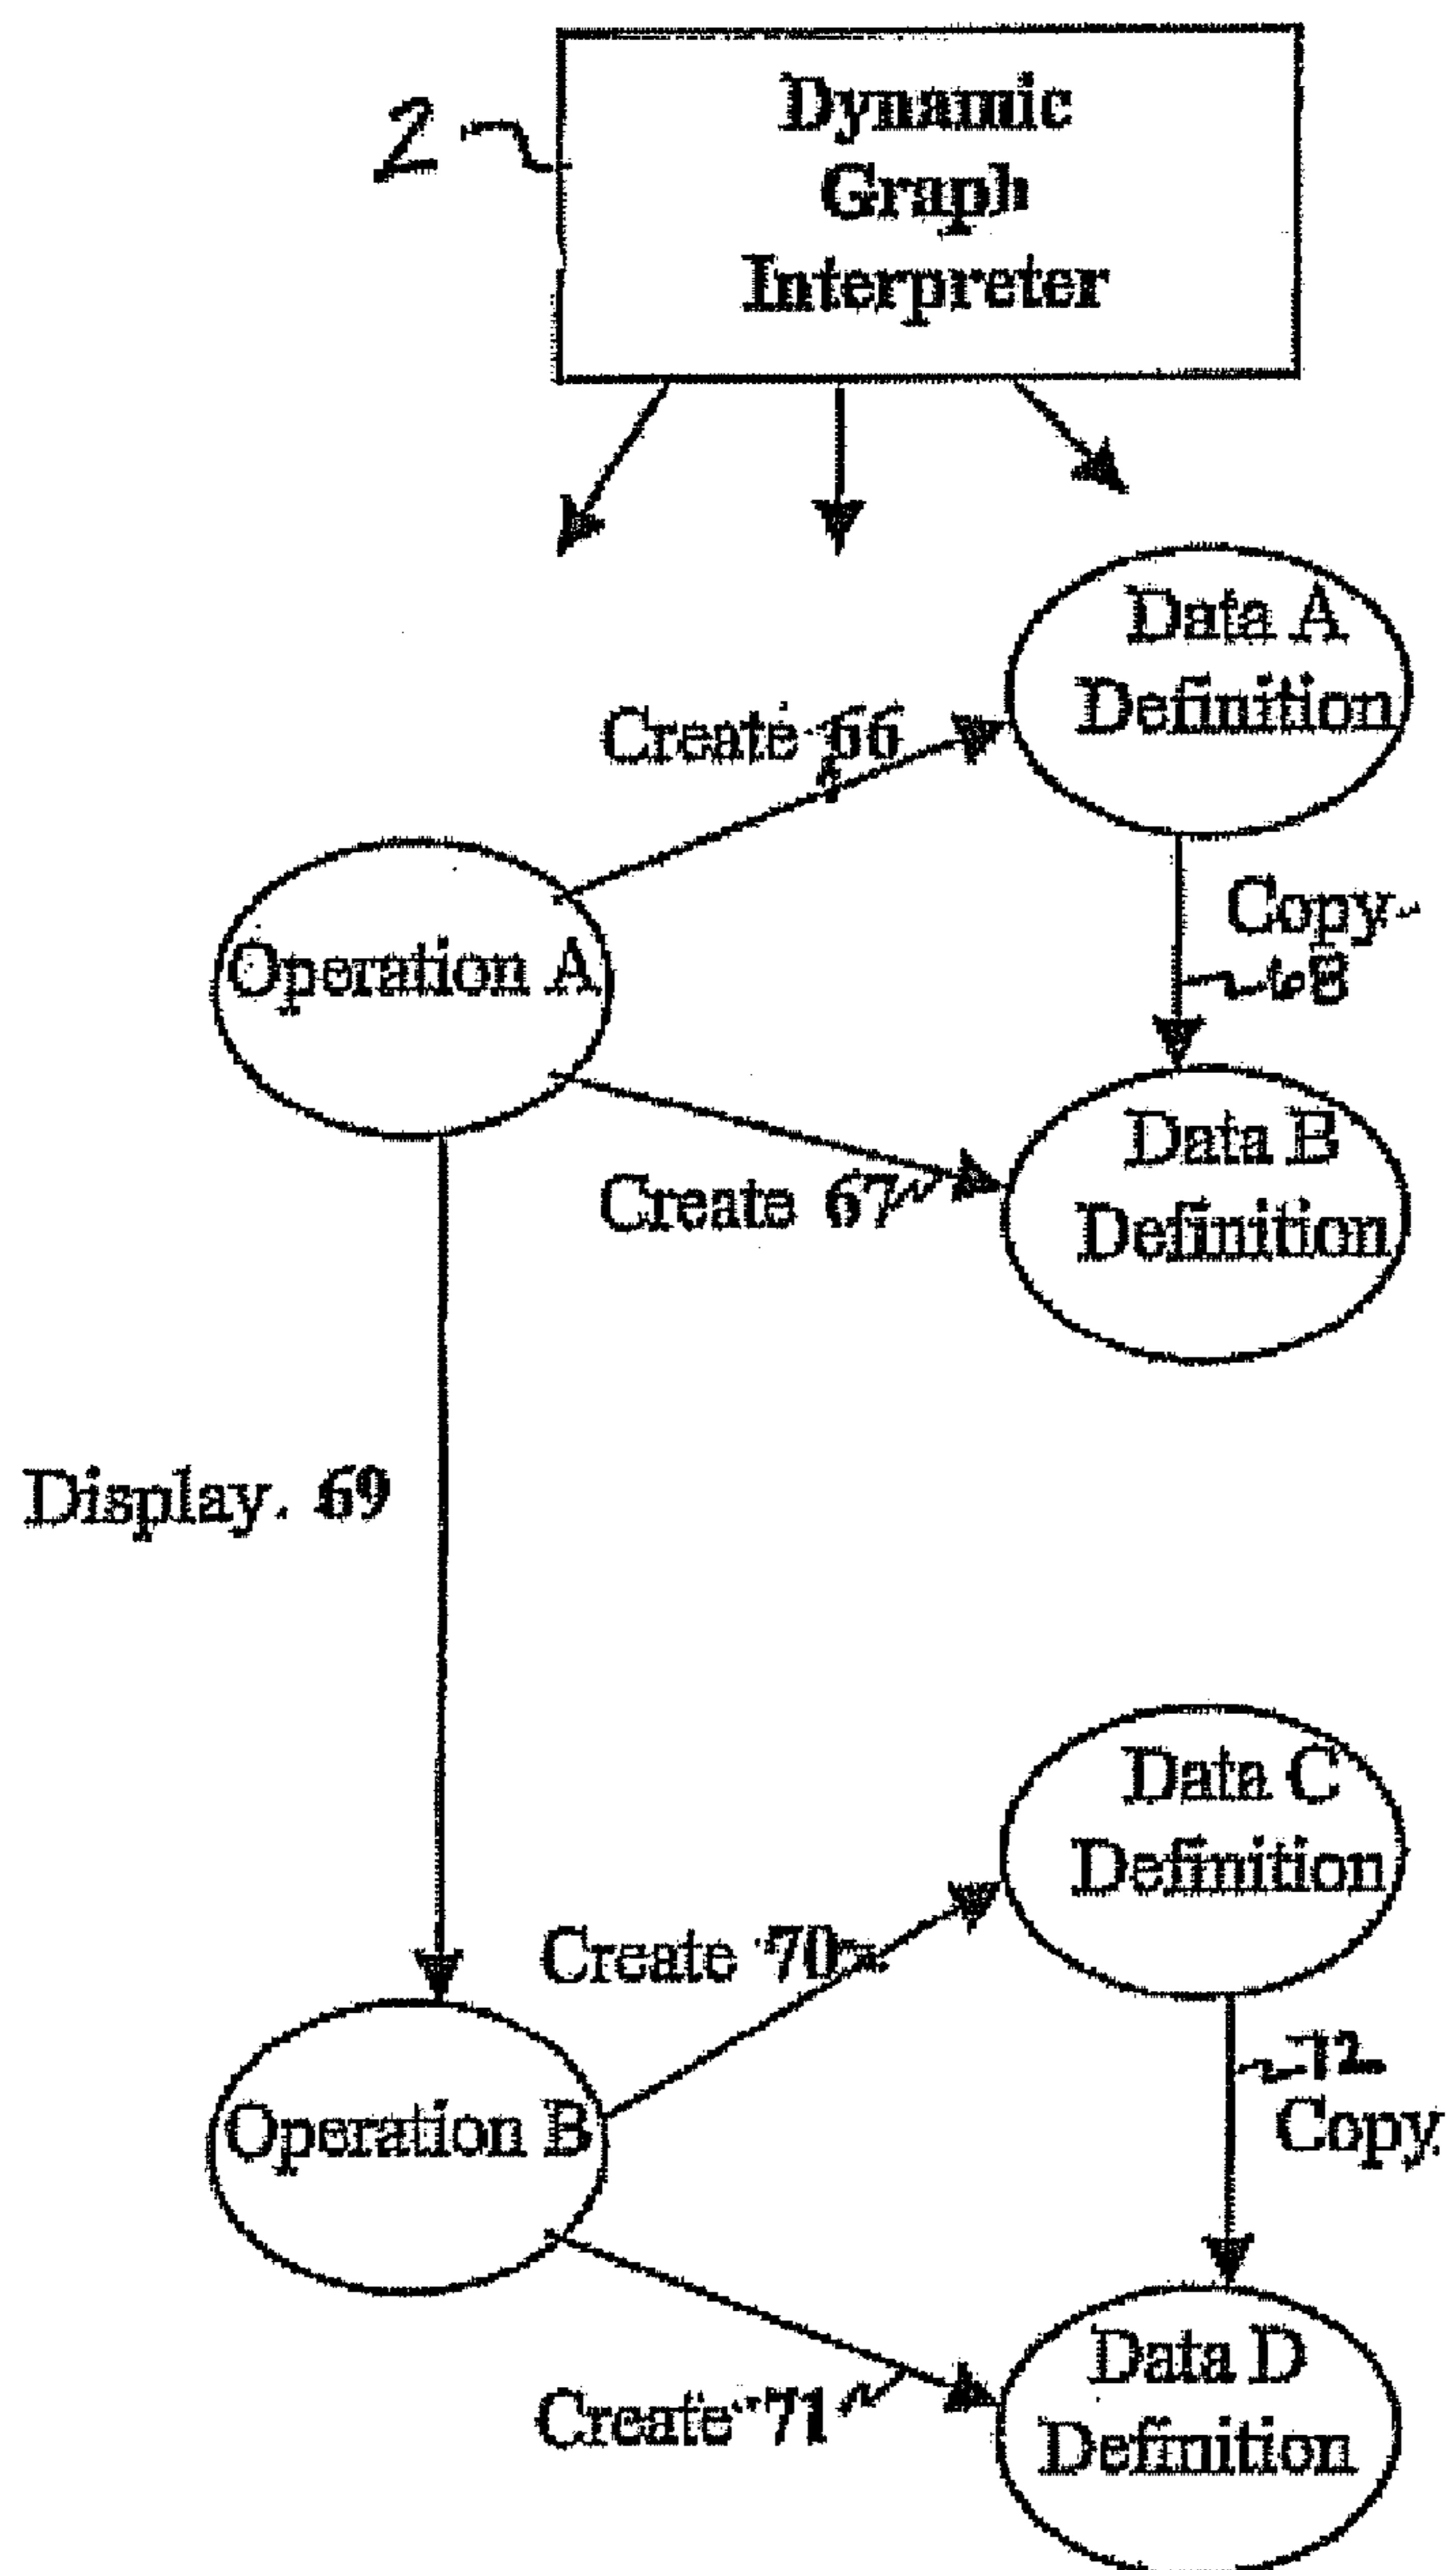 2
Dynamic
Graph
Interpreter
Data A
Definition
Create 66
Copy
68
Operation A
Data B
Definition
Create 67
Display. 69
Data C
Definition
Create 70
72
Copy
Operation B
Data D
Definition
Create 71